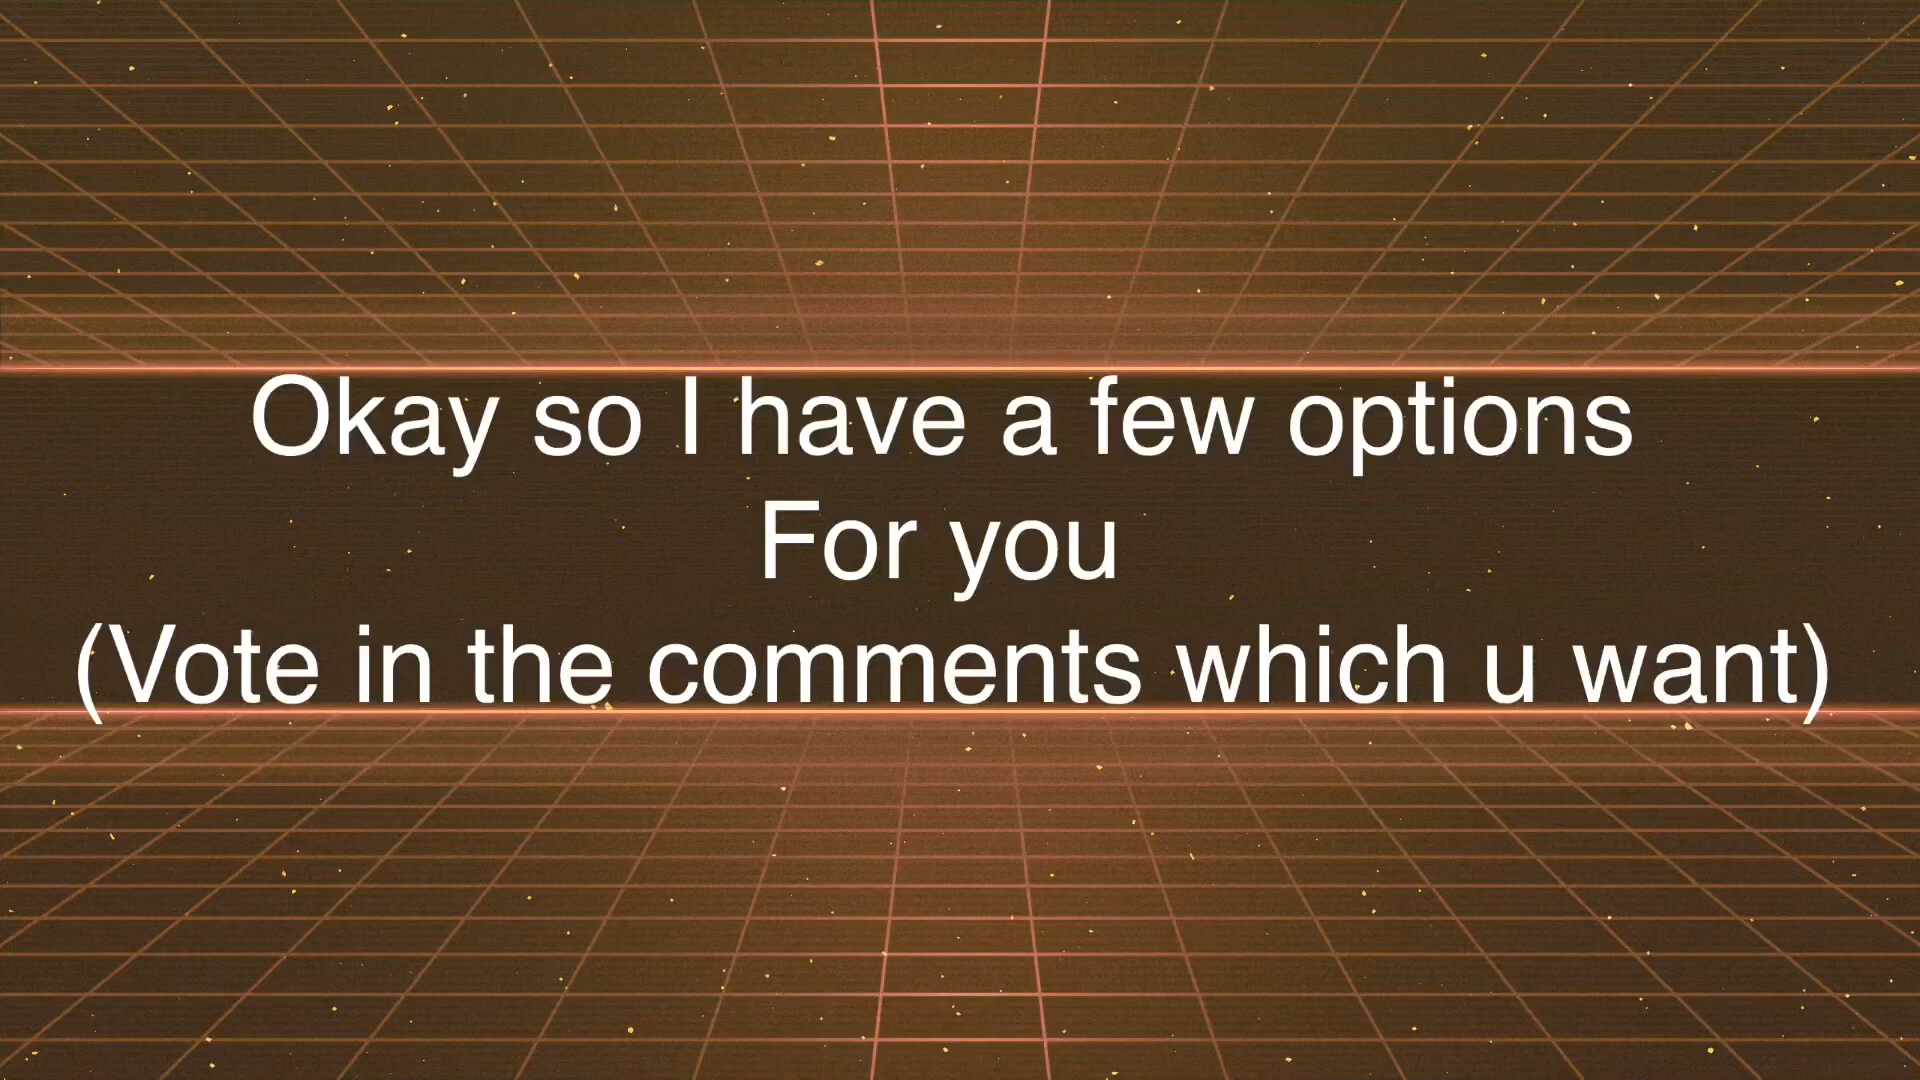 Okay so I have a few options
For you
(Vote in the comments which u want)